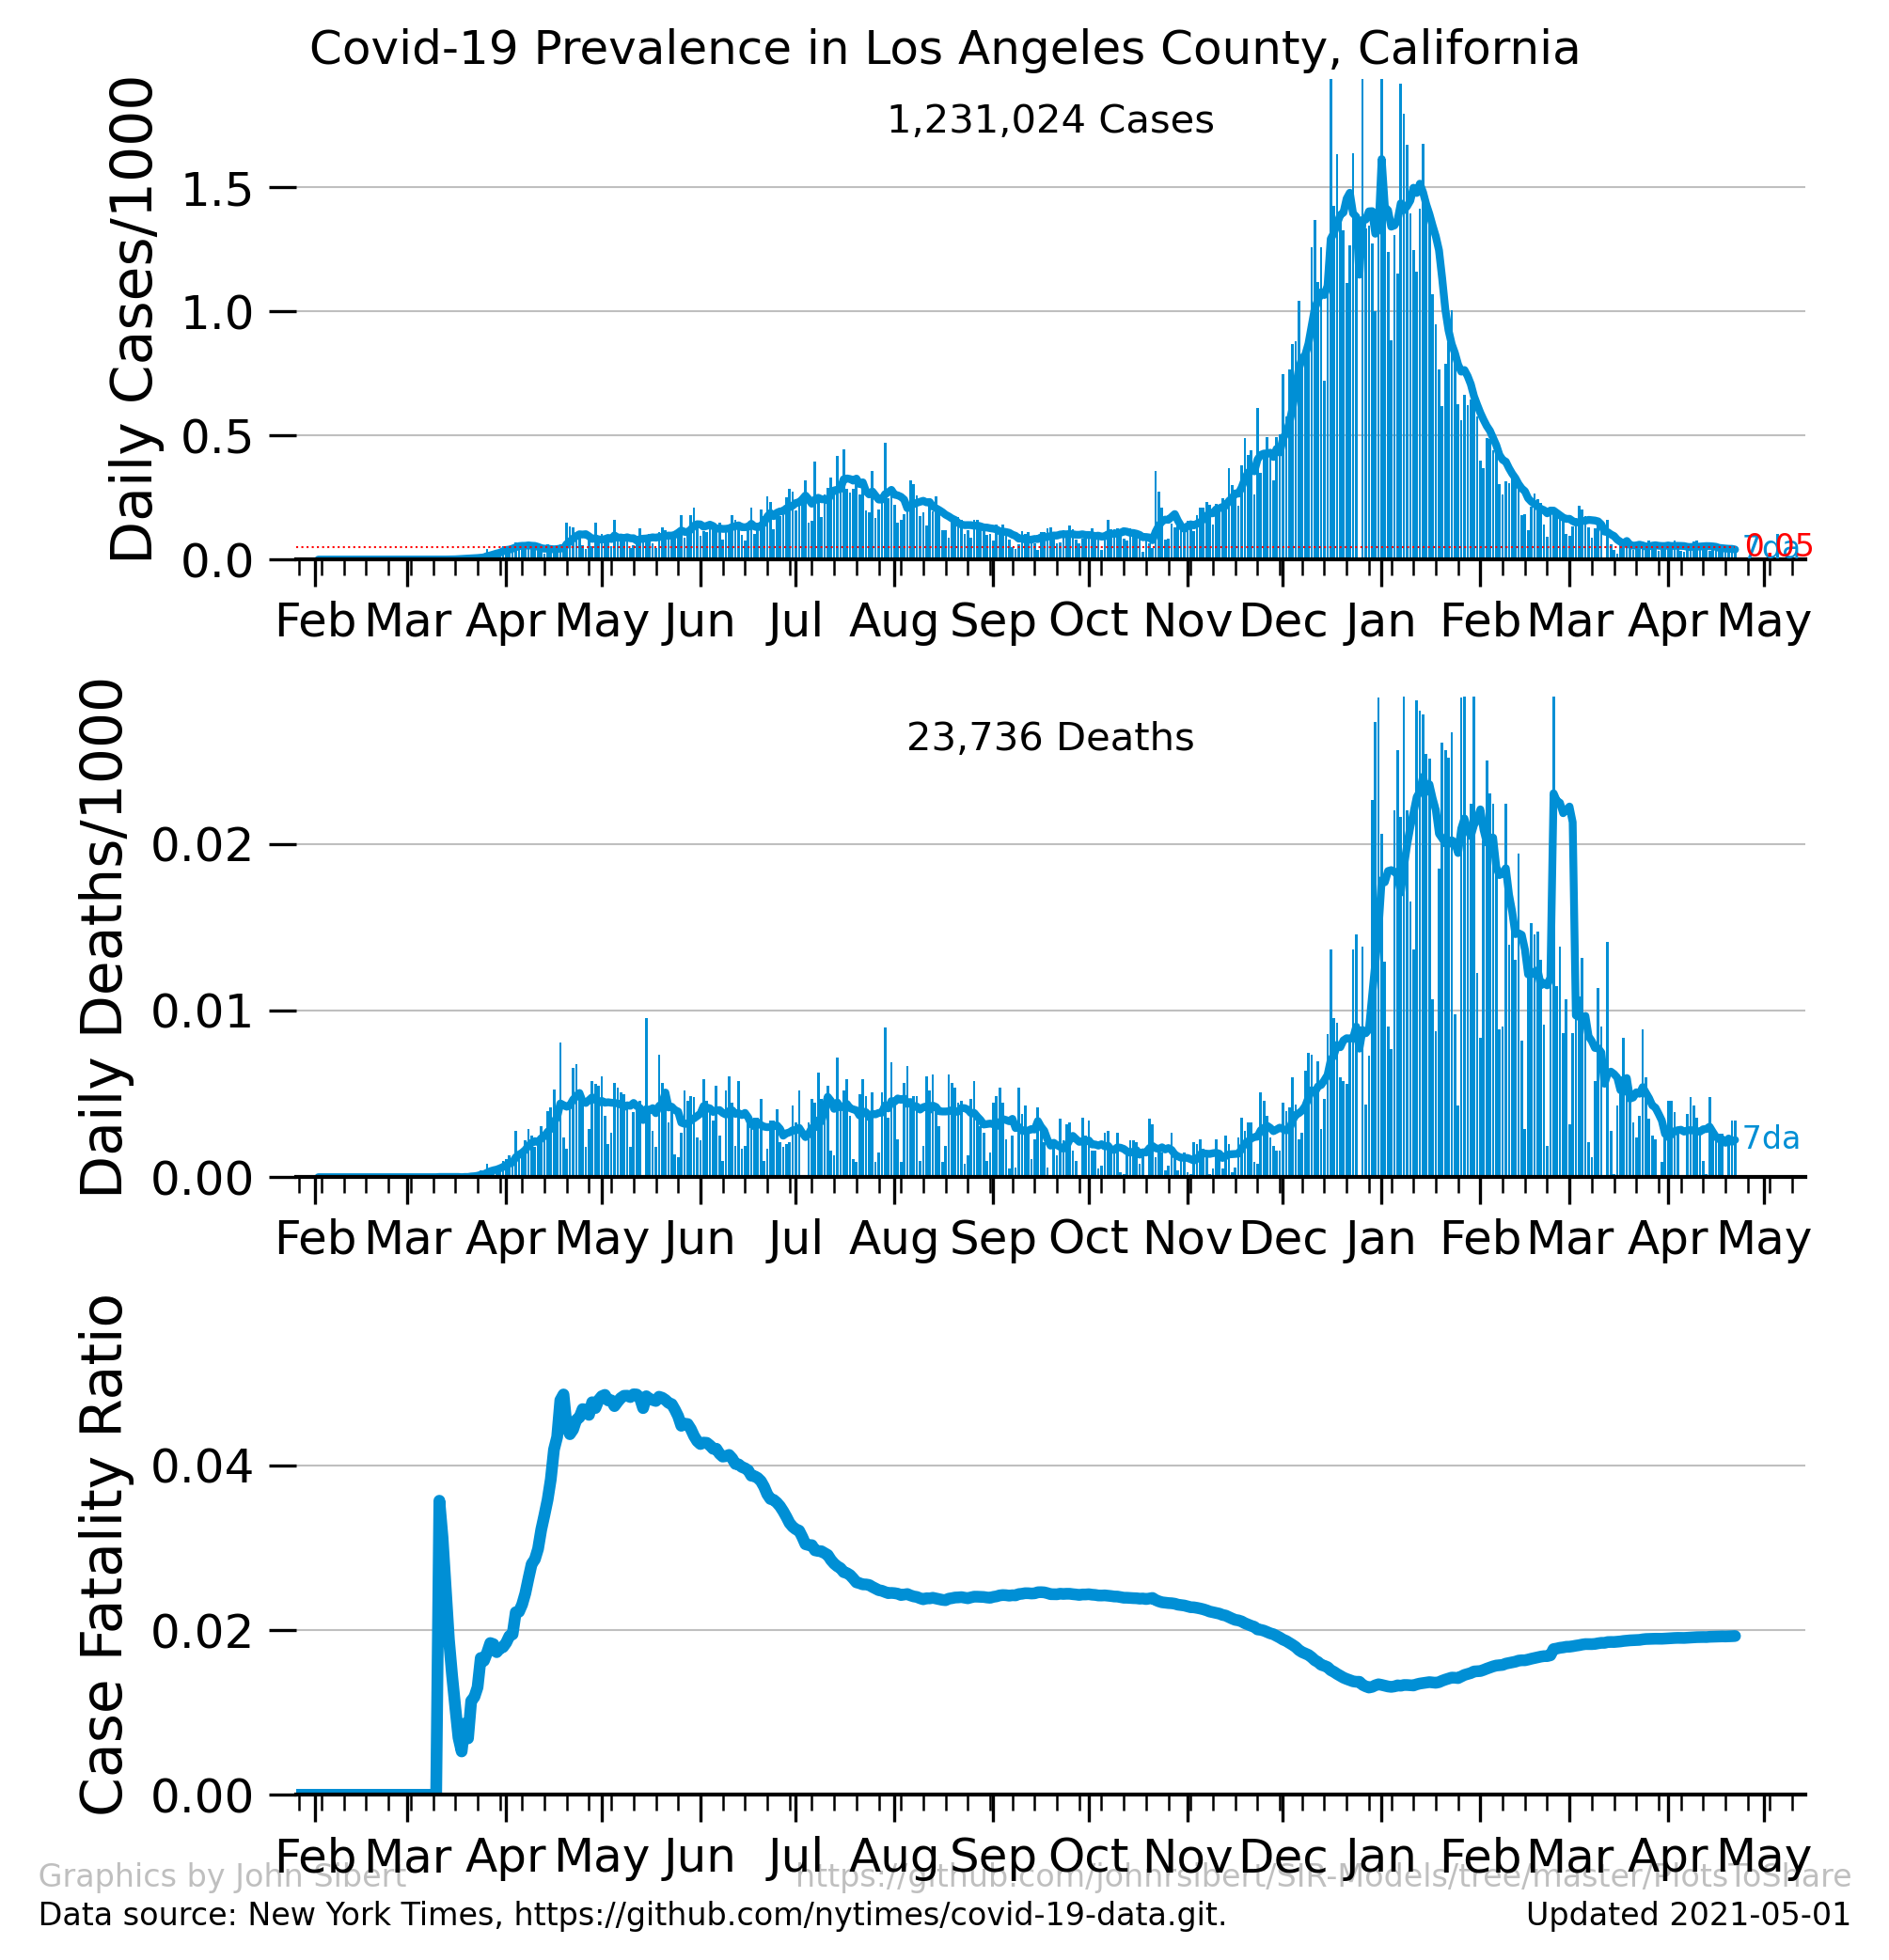 Covid-19 Prevalence in Los Angeles County, California
1,231,024 Cases
Daily Cases/1000
1.5
1.0
0.5
0.0
7da
0.05
Feb Mar Apr May Jun Jul Aug Sep Oct Nov Dec Jan Feb Mar Apr May
23,736 Deaths
Daily Deaths/1000
0.02
0.01
0.00
7da
Feb Mar Apr May Jun Jul Aug Sep Oct Nov Dec Jan Feb Mar Apr May
Case Fatality Ratio
0.04
0.02
0.00
Feb Mar Apr May Jun Jul Aug Sep Oct Nov Dec Jan Feb Mar Apr May
Graphics by John Sibert https://github.com/johnrsibert/SIR-Models/tree/master/PlotsToShare
Data source: New York Times, https://github.com/nytimes/covid-19-data.git. Updated 2021-05-01